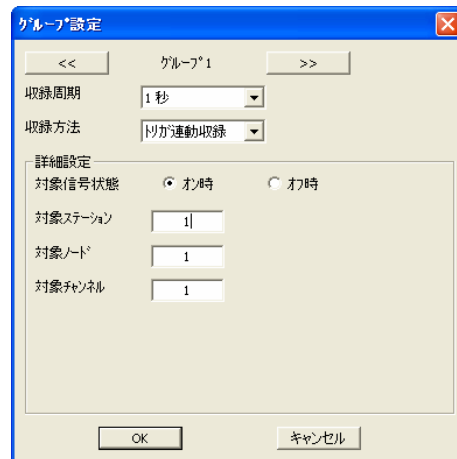 グループ設定
<< グループ1 >>
収録周期 1 秒
収録方法 トリガ連動収録
詳細設定
対象信号状態 オン時 オフ時
対象ステーション 1
対象ノード 1
対象チャンネル 1
OK キャンセル